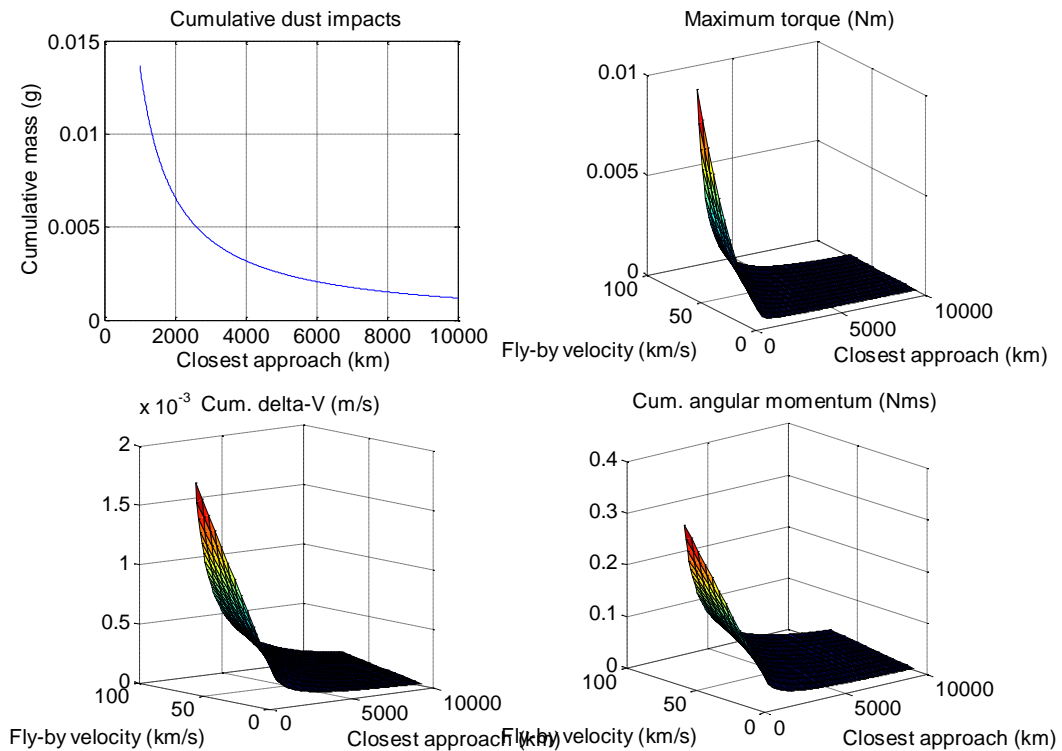 Cumulative dust impacts
0.015
0.01
0.005
0
Cumulative mass (g)
0 2000 4000 6000 8000 10000
Closest approach (km)
Maximum torque (Nm)
0.01
0.005
0
100
50
0
Fly-by velocity (km/s)
0
5000
10000
Closest approach (km)
x 10-3 Cum. delta-V (m/s)
2
1.5
1
0.5
0
100
50
0
Fly-by velocity (km/s)
0
5000
10000
Closest approach (km)
Cum. angular momentum (Nms)
0.4
0.3
0.2
0.1
0
100
50
0
Fly-by velocity (km/s)
0
5000
10000
Closest approach (km)